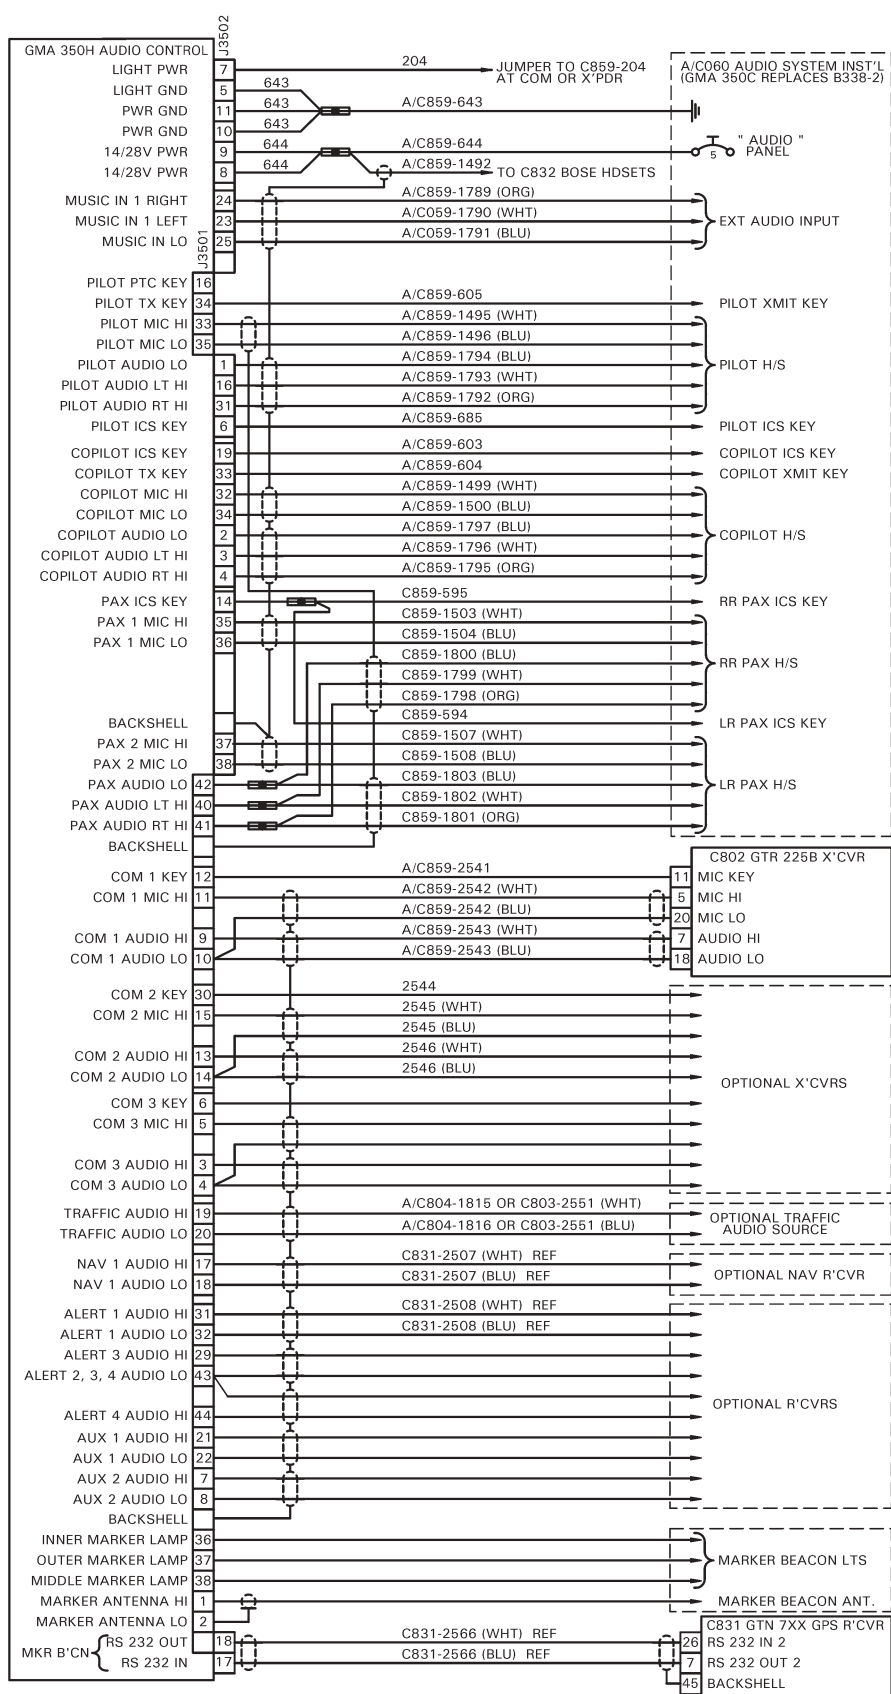 J3502
GMA 350H AUDIO CONTROL
LIGHT PWR 7 204 JUMPER TO C859-204
AT COM OR X'PDR
A/C060 AUDIO SYSTEM INST'L
(GMA 350C REPLACES B338-2)
LIGHT GND 5 643
PWR GND 11 643 A/C859-643
PWR GND 10 643
14/28V PWR 9 644 A/C859-644 5 " AUDIO "
PANEL
14/28V PWR 8 644 A/C859-1492 TO C832 BOSE HDSETS
MUSIC IN 1 RIGHT 24 A/C859-1789 (ORG)
MUSIC IN 1 LEFT 23 A/C059-1790 (WHT) EXT AUDIO INPUT
MUSIC IN LO 25 A/C059-1791 (BLU)
J3501
PILOT PTC KEY 16
PILOT TX KEY 34 A/C859-605 PILOT XMIT KEY
PILOT MIC HI 33 A/C859-1495 (WHT)
PILOT MIC LO 35 A/C859-1496 (BLU)
PILOT AUDIO LO 1 A/C859-1794 (BLU) PILOT H/S
PILOT AUDIO LT HI 16 A/C859-1793 (WHT)
PILOT AUDIO RT HI 31 A/C859-1792 (ORG)
PILOT ICS KEY 6 A/C859-685 PILOT ICS KEY
COPILOT ICS KEY 19 A/C859-603 COPILOT ICS KEY
COPILOT TX KEY 33 A/C859-604 COPILOT XMIT KEY
COPILOT MIC HI 32 A/C859-1499 (WHT)
COPILOT MIC LO 34 A/C859-1500 (BLU)
COPILOT AUDIO LO 2 A/C859-1797 (BLU) COPILOT H/S
COPILOT AUDIO LT HI 3 A/C859-1796 (WHT)
COPILOT AUDIO RT HI 4 A/C859-1795 (ORG)
PAX ICS KEY 14 C859-595 RR PAX ICS KEY
PAX 1 MIC HI 35 C859-1503 (WHT)
PAX 1 MIC LO 36 C859-1504 (BLU)
C859-1800 (BLU) RR PAX H/S
C859-1799 (WHT)
C859-1798 (ORG)
BACKSHELL C859-594 LR PAX ICS KEY
PAX 2 MIC HI 37 C859-1507 (WHT)
PAX 2 MIC LO 38 C859-1508 (BLU)
PAX AUDIO LO 42 C859-1803 (BLU) LR PAX H/S
PAX AUDIO LT HI 40 C859-1802 (WHT)
PAX AUDIO RT HI 41 C859-1801 (ORG)
BACKSHELL
C802 GTR 225B X'CVR
COM 1 KEY 12 A/C859-2541 11 MIC KEY
COM 1 MIC HI 11 A/C859-2542 (WHT) 5 MIC HI
A/C859-2542 (BLU) 20 MIC LO
COM 1 AUDIO HI 9 A/C859-2543 (WHT) 7 AUDIO HI
COM 1 AUDIO LO 10 A/C859-2543 (BLU) 18 AUDIO LO
COM 2 KEY 30 2544
COM 2 MIC HI 15 2545 (WHT)
2545 (BLU)
COM 2 AUDIO HI 13 2546 (WHT)
COM 2 AUDIO LO 14 2546 (BLU)
OPTIONAL X'CVRS
COM 3 KEY 6
COM 3 MIC HI 5
COM 3 AUDIO HI 3
COM 3 AUDIO LO 4
TRAFFIC AUDIO HI 19 A/C804-1815 OR C803-2551 (WHT) OPTIONAL TRAFFIC
TRAFFIC AUDIO LO 20 A/C804-1816 OR C803-2551 (BLU) AUDIO SOURCE
NAV 1 AUDIO HI 17 C831-2507 (WHT) REF
NAV 1 AUDIO LO 18 C831-2507 (BLU) REF OPTIONAL NAV R'CVR
ALERT 1 AUDIO HI 31 C831-2508 (WHT) REF
ALERT 1 AUDIO LO 32 C831-2508 (BLU) REF
ALERT 3 AUDIO HI 29
ALERT 2, 3, 4 AUDIO LO 43
OPTIONAL R'CVRS
ALERT 4 AUDIO HI 44
AUX 1 AUDIO HI 21
AUX 1 AUDIO LO 22
AUX 2 AUDIO HI 7
AUX 2 AUDIO LO 8
BACKSHELL
INNER MARKER LAMP 36
OUTER MARKER LAMP 37 MARKER BEACON LTS
MIDDLE MARKER LAMP 38
MARKER ANTENNA HI 1 MARKER BEACON ANT.
MARKER ANTENNA LO 2
C831 GTN 7XX GPS R'CVR
MKR B'CN RS 232 OUT 18 C831-2566 (WHT) REF 26 RS 232 IN 2
RS 232 IN 17 C831-2566 (BLU) REF 7 RS 232 OUT 2
45 BACKSHELL